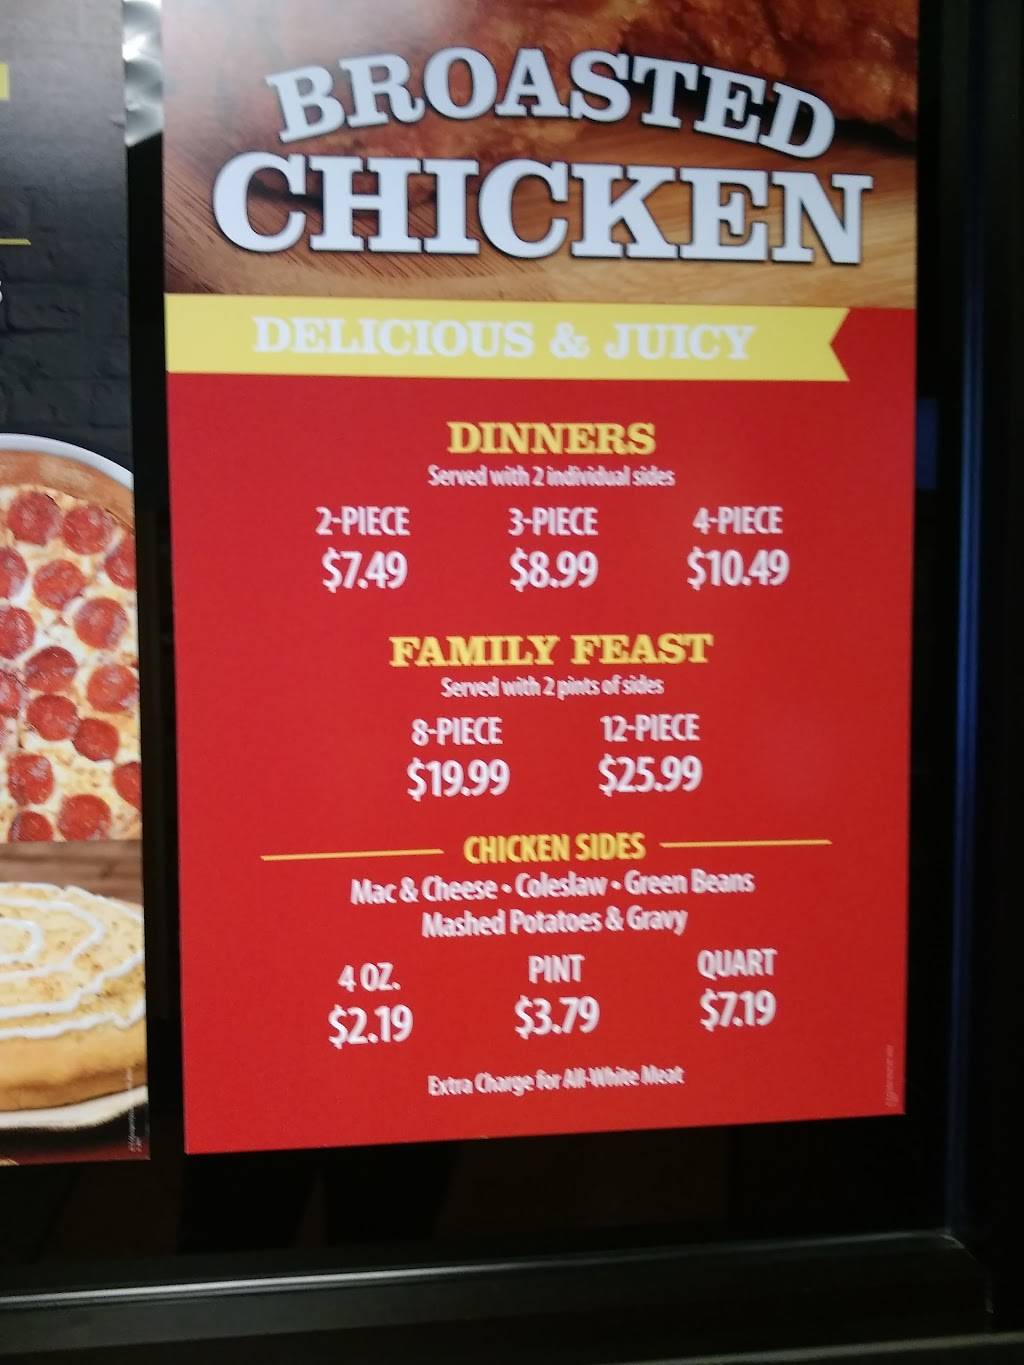 BROASTED
CHICKEN
DELICIOUS & JUICY
DINNERS
Served with 2 individual sides
2-PIECE 3-PIECE 4-PIECE
$7.49 $8.99 $10.49
FAMILY FEAST
Served with 2 pints of sides
8-PIECE 12-PIECE
$19.99 $25.99
CHICKEN SIDES
Mac & Cheese • Coleslaw • Green Beans
Mashed Potatoes & Gravy
4 OZ. PINT QUART
$2.19 $3.79 $7.19
Extra Charge for All-White Meat